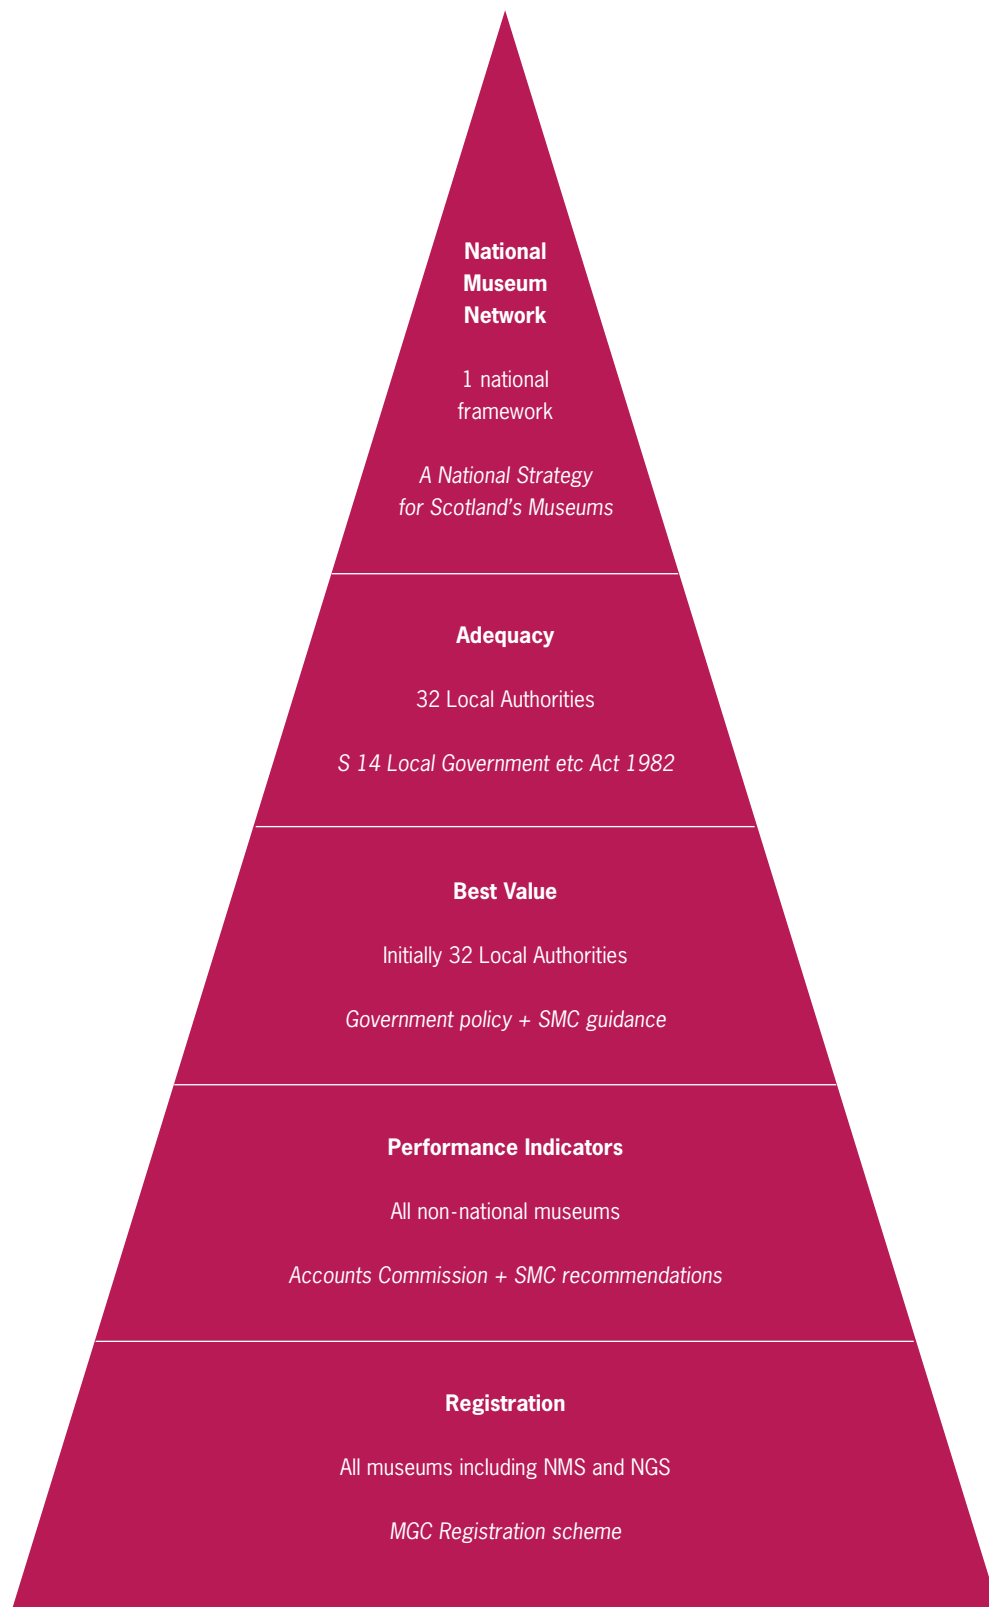 National
Museum
Network
1 national
framework
A National Strategy
for Scotland's Museums
Adequacy
32 Local Authorities
S 14 Local Government etc Act 1982
Best Value
Initially 32 Local Authorities
Government policy + SMC guidance
Performance Indicators
All non-national museums
Accounts Commission + SMC recommendations
Registration
All museums including NMS and NGS
MGC Registration scheme